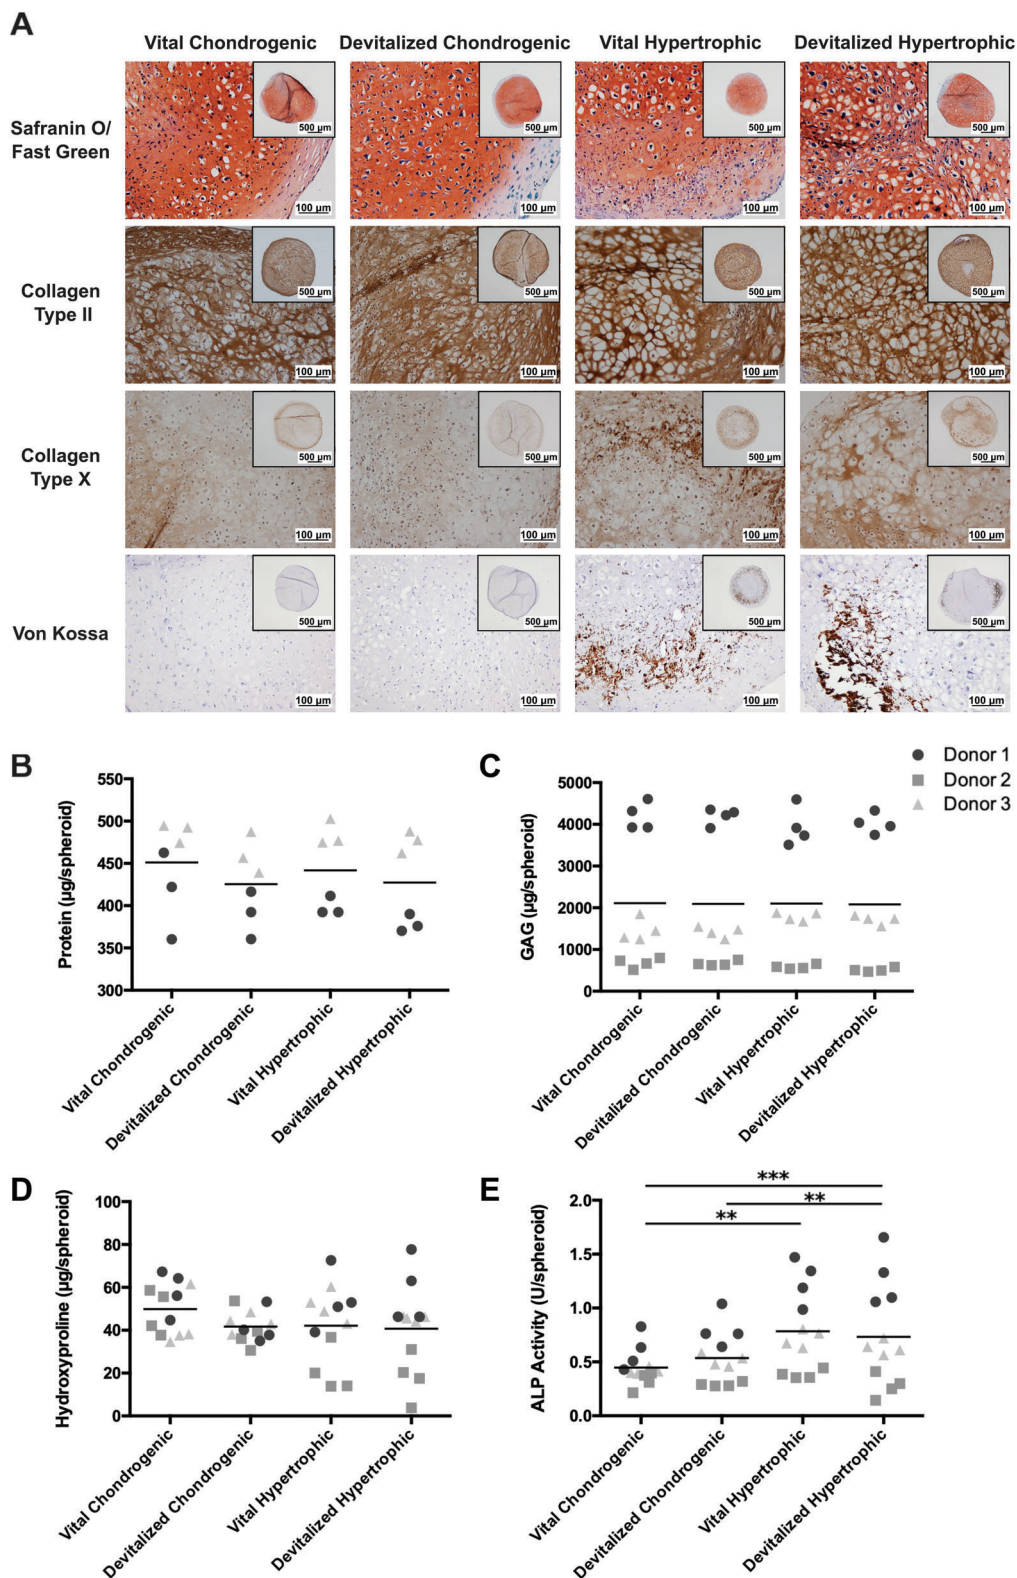 A
Vital Chondrogenic Devitalized Chondrogenic Vital Hypertrophic Devitalized Hypertrophic
Safranin O/
Fast Green
500 µm 500 µm 500 µm 500 µm
100 µm 100 µm 100 µm 100 µm
Collagen
Type II
500 µm 500 µm 500 µm 500 µm
100 µm 100 µm 100 µm 100 µm
Collagen
Type X
500 µm 500 µm 500 µm 500 µm
100 µm 100 µm 100 µm 100 µm
Von Kossa
500 µm 500 µm 500 µm 500 µm
100 µm 100 µm 100 µm 100 µm
B
Protein (µg/spheroid)
550
500
450
400
350
300
Vital Chondrogenic
Devitalized Chondrogenic
Vital Hypertrophic
Devitalized Hypertrophic
C
Donor 1
Donor 2
Donor 3
GAG (µg/spheroid)
5000
4000
3000
2000
1000
0
Vital Chondrogenic
Devitalized Chondrogenic
Vital Hypertrophic
Devitalized Hypertrophic
D
Hydroxyproline (µg/spheroid)
100
80
60
40
20
0
Vital Chondrogenic
Devitalized Chondrogenic
Vital Hypertrophic
Devitalized Hypertrophic
E
ALP Activity (U/spheroid)
2.0
1.5
1.0
0.5
0.0
***
**
**
Vital Chondrogenic
Devitalized Chondrogenic
Vital Hypertrophic
Devitalized Hypertrophic